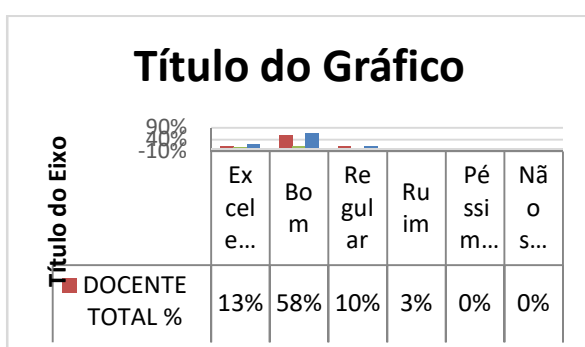 Título do Gráfico
Título do Eixo
90%
40%
-10%
Ex
cel
e...
Bo
m
Re
gul
ar
Ru
im
Pé
ssi
m...
Nã
o
s...
DOCENTE
TOTAL %
13% 58% 10% 3% 0% 0%